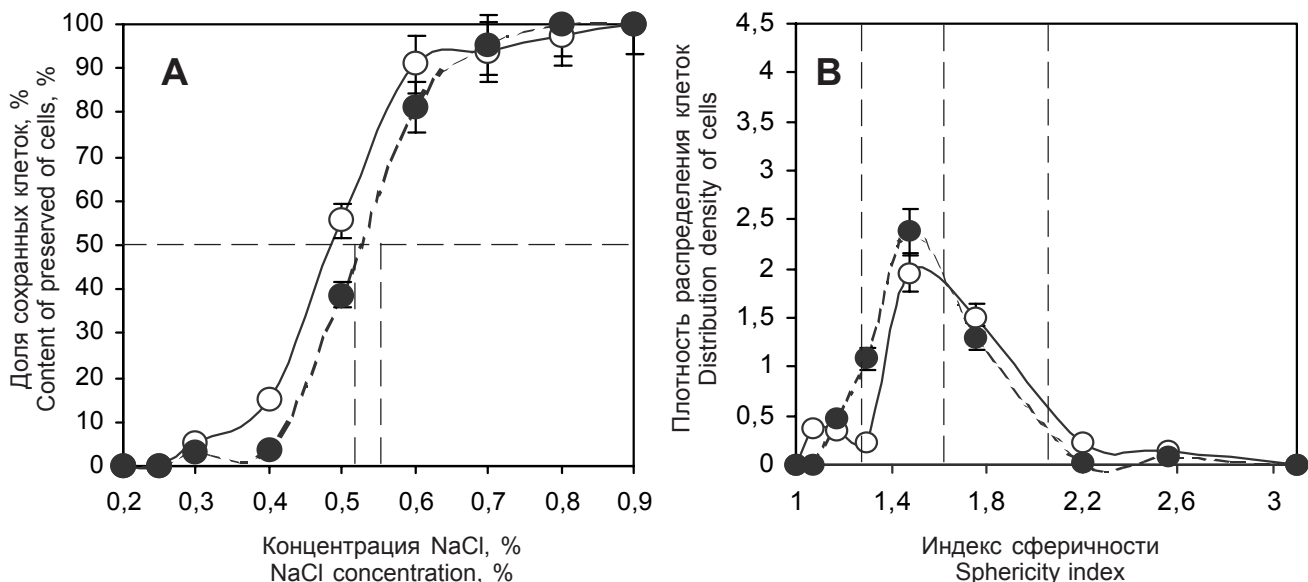 Доля сохранных клеток, %
Content of preserved of cells, %
100
90
80
70
60
50
40
30
20
10
0
A
0,2 0,3 0,4 0,5 0,6 0,7 0,8 0,9
Концентрация NaCl, %
NaCl concentration, %
Плотность распределения клеток
Distribution density of cells
4,5
4
3,5
3
2,5
2
1,5
1
0,5
0
B
1 1,4 1,8 2,2 2,6 3
Индекс сферичности
Sphericity index